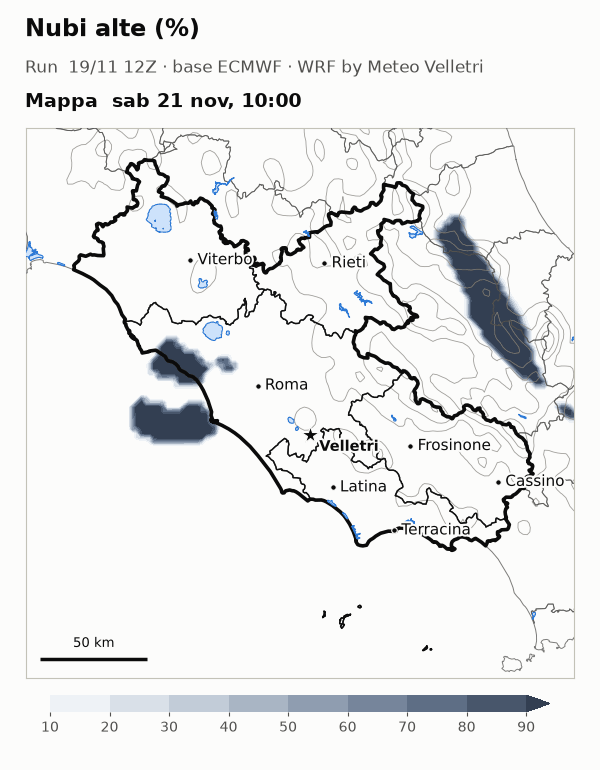 Nubi alte (%)
Run  19/11 12Z · base ECMWF · WRF by Meteo Velletri
Mappa  sab 21 nov, 10:00
Viterbo
Rieti
Roma
Velletri
Frosinone
Cassino
Latina
Terracina
50 km
10 20 30 40 50 60 70 80 90